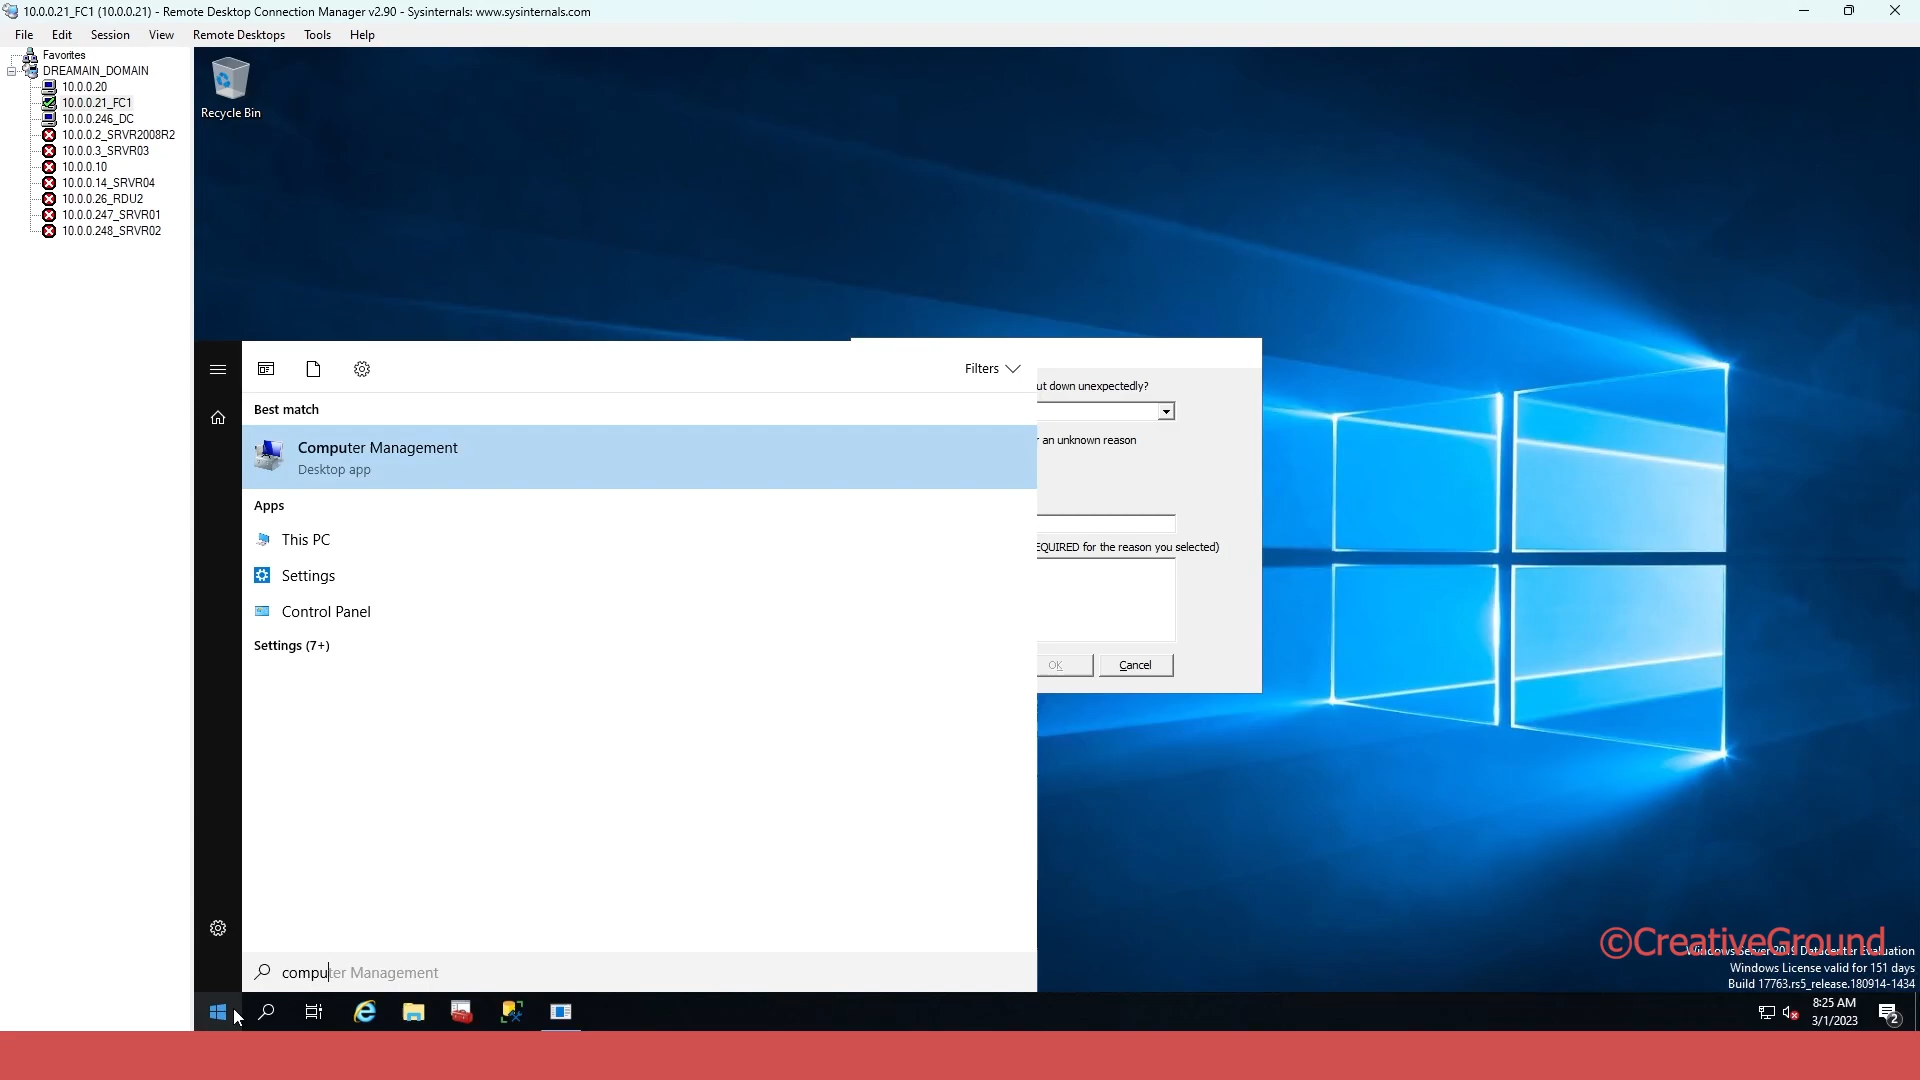 10.0.0.21_FC1 (10.0.0.21) - Remote Desktop Connection Manager v2.90 - Sysinternals: www.sysinternals.com
File Edit Session View Remote Desktops Tools Help
Favorites
DREAMAIN_DOMAIN
10.0.0.20
10.0.0.21_FC1
10.0.0.246_DC
10.0.0.2_SRVR2008R2
10.0.0.3_SRVR03
10.0.0.10
10.0.0.14_SRVR04
10.0.0.26_RDU2
10.0.0.247_SRVR01
10.0.0.248_SRVR02
Recycle Bin
Filters
Best match
Computer Management
Desktop app
Apps
This PC
Settings
Control Panel
Settings (7+)
computer Management
ut down unexpectedly?
r an unknown reason
EQUIRED for the reason you selected)
OK Cancel
©CreativeGround
Windows Server 2019 Datacenter Evaluation
Windows License valid for 151 days
Build 17763.rs5_release.180914-1434
8:25 AM
3/1/2023
2